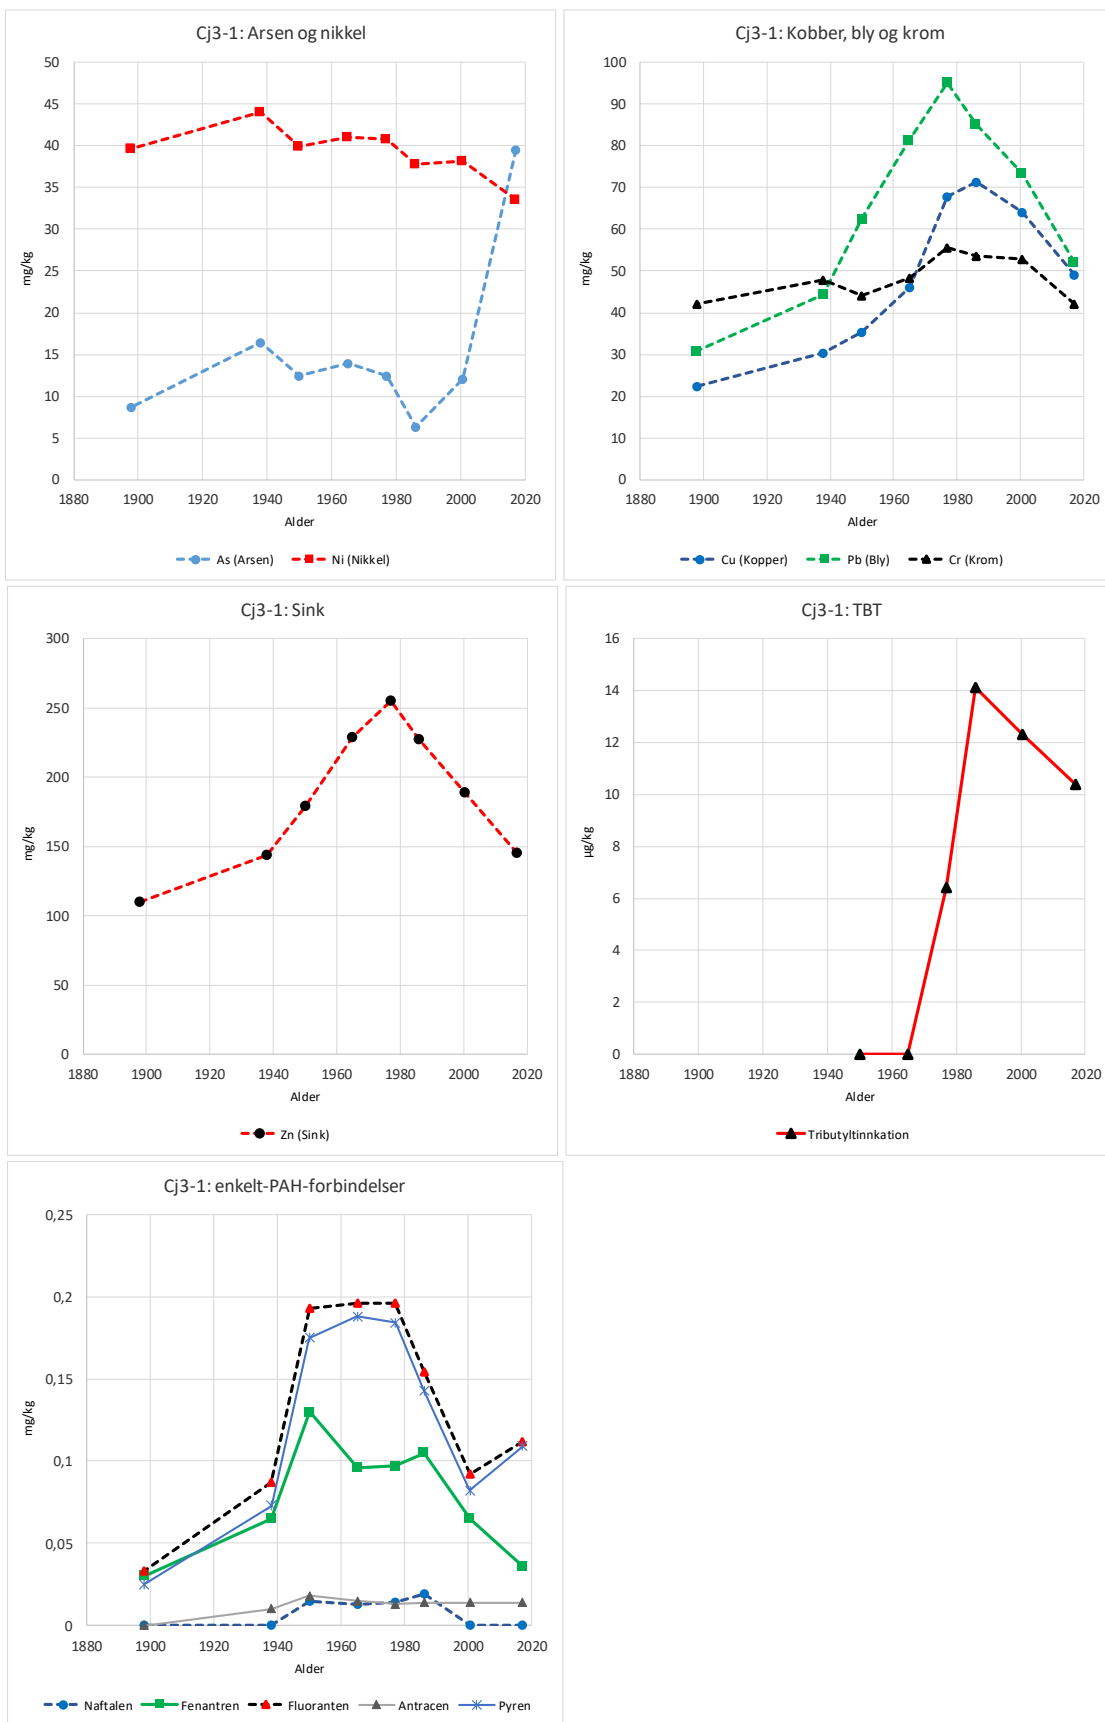 Cj3-1: Arsen og nikkel
50
45
40
35
30
25
20
15
10
5
0
mg/kg
1880 1900 1920 1940 1960 1980 2000 2020
Alder
As (Arsen) Ni (Nikkel)
Cj3-1: Kobber, bly og krom
100
90
80
70
60
50
40
30
20
10
0
mg/kg
1880 1900 1920 1940 1960 1980 2000 2020
Alder
Cu (Kopper) Pb (Bly) Cr (Krom)
Cj3-1: Sink
300
250
200
150
100
50
0
mg/kg
1880 1900 1920 1940 1960 1980 2000 2020
Alder
Zn (Sink)
Cj3-1: TBT
16
14
12
10
8
6
4
2
0
µg/kg
1880 1900 1920 1940 1960 1980 2000 2020
Alder
Tributyltinnkation
Cj3-1: enkelt-PAH-forbindelser
0,25
0,2
0,15
0,1
0,05
0
mg/kg
1880 1900 1920 1940 1960 1980 2000 2020
Alder
Naftalen Fenantren Fluoranten Antracen Pyren